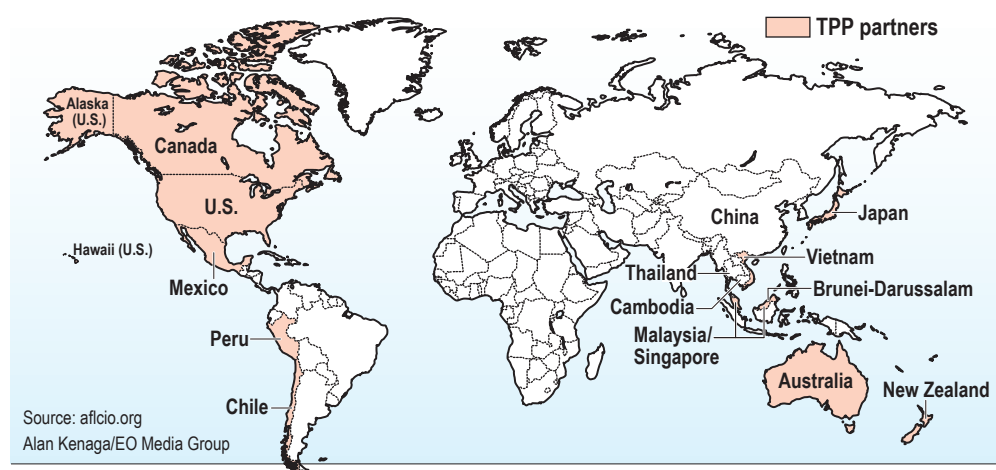 TPP partners
Alaska
(U.S.)
Canada
U.S.
China
Japan
Hawaii (U.S.)
Vietnam
Thailand
Mexico
Brunei-Darussalam
Cambodia
Peru
Malaysia/
Singapore
Australia
New Zealand
Chile
Source: aflcio.org
Alan Kenaga/EO Media Group